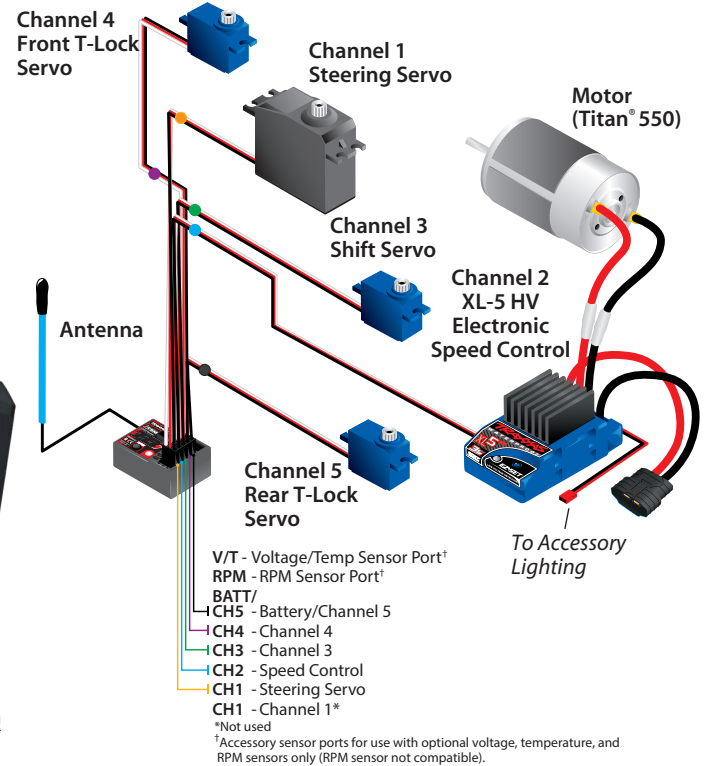 Channel 4
Front T-Lock
Servo
Channel 1
Steering Servo
Motor
(Titan® 550)
Channel 3
Shift Servo
Channel 2
XL-5 HV
Electronic
Speed Control
Antenna
TRAXXAS
XL5
EZ-SET
Channel 5
Rear T-Lock
Servo
To Accessory
Lighting
V/T - Voltage/Temp Sensor Port†
RPM - RPM Sensor Port†
BATT/
CH5 - Battery/Channel 5
CH4 - Channel 4
CH3 - Channel 3
CH2 - Speed Control
CH1 - Steering Servo
CH1 - Channel 1*
*Not used
†Accessory sensor ports for use with optional voltage, temperature, and
RPM sensors only (RPM sensor not compatible).